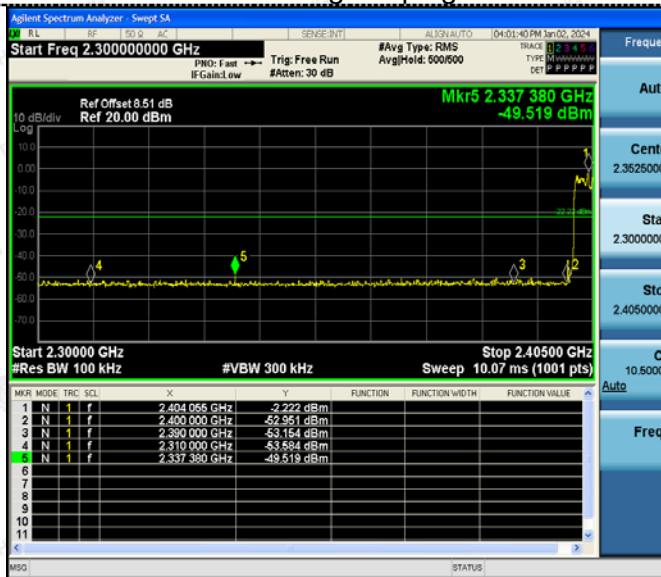 Agilent Spectrum Analyzer - Swept SA
RL RF 50 Ω AC SENSE:INT ALIGN AUTO 04:01:40 PM Jan 02, 2024
Start Freq 2.300000000 GHz
PNO: Fast Trig: Free Run
IFGain:Low #Atten: 30 dB
#Avg Type: RMS
Avg|Hold: 500/500
TRACE 1 2 3 4 5 6
TYPE M W W W W W
DET P P P P P P
Mkr5 2.337 380 GHz
-49.519 dBm
Ref Offset 8.51 dB
10 dB/div Ref 20.00 dBm
Log
10.0
0.00
-10.0
-20.0
-30.0
-40.0
-50.0
-60.0
-70.0
1
-22.22 dBm
4
5
3
2
Start 2.30000 GHz Stop 2.40500 GHz
#Res BW 100 kHz #VBW 300 kHz Sweep 10.07 ms (1001 pts)
MKR MODE TRC SCL X Y FUNCTION FUNCTION WIDTH FUNCTION VALUE
1 N 1 f 2.404 055 GHz -2.222 dBm
2 N 1 f 2.400 000 GHz -52.951 dBm
3 N 1 f 2.390 000 GHz -53.154 dBm
4 N 1 f 2.310 000 GHz -53.584 dBm
5 N 1 f 2.337 380 GHz -49.519 dBm
6
7
8
9
10
11
MSG STATUS
Freque
Aut
Cent
2.3525000
Sta
2.3000000
Sto
2.4050000
C
10.5000
Auto
Freq